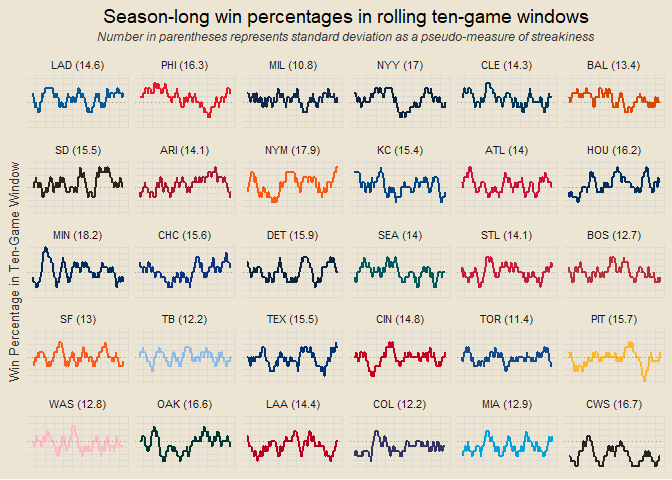 Season-long win percentages in rolling ten-game windows
Number in parentheses represents standard deviation as a pseudo-measure of streakiness
LAD (14.6) PHI (16.3) MIL (10.8) NYY (17) CLE (14.3) BAL (13.4)
SD (15.5) ARI (14.1) NYM (17.9) KC (15.4) ATL (14) HOU (16.2)
MIN (18.2) CHC (15.6) DET (15.9) SEA (14) STL (14.1) BOS (12.7)
SF (13) TB (12.2) TEX (15.5) CIN (14.8) TOR (11.4) PIT (15.7)
WAS (12.8) OAK (16.6) LAA (14.4) COL (12.2) MIA (12.9) CWS (16.7)
Win Percentage in Ten-Game Window